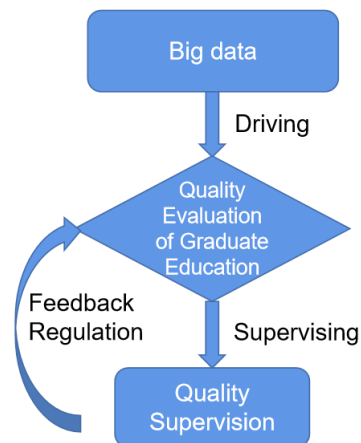 Big data
Driving
Quality
Evaluation
of Graduate
Education
Feedback
Regulation
Supervising
Quality
Supervision